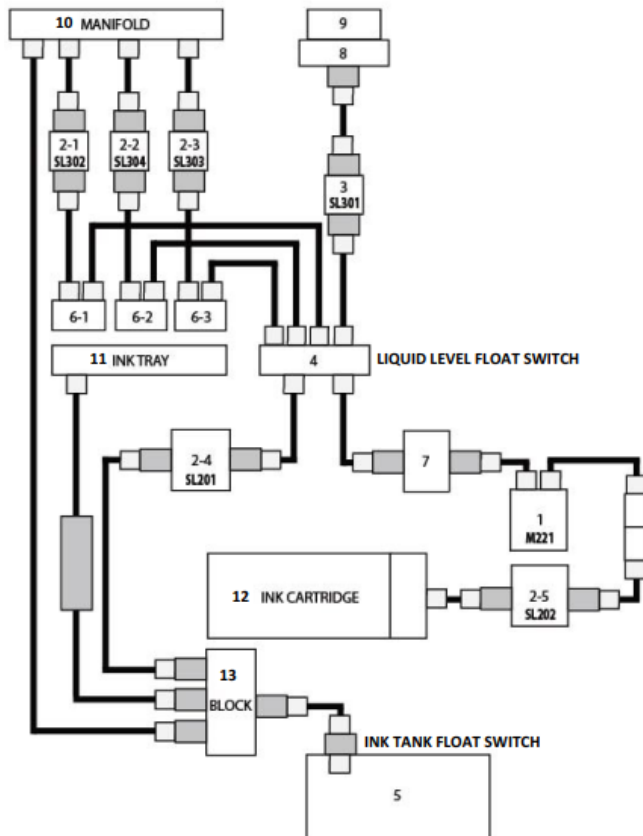 10 MANIFOLD
9
8
2-1
SL302
2-2
SL304
2-3
SL303
3
SL301
6-1
6-2
6-3
11 INK TRAY
4
LIQUID LEVEL FLOAT SWITCH
2-4
SL201
7
1
M221
12 INK CARTRIDGE
2-5
SL202
13
BLOCK
INK TANK FLOAT SWITCH
5